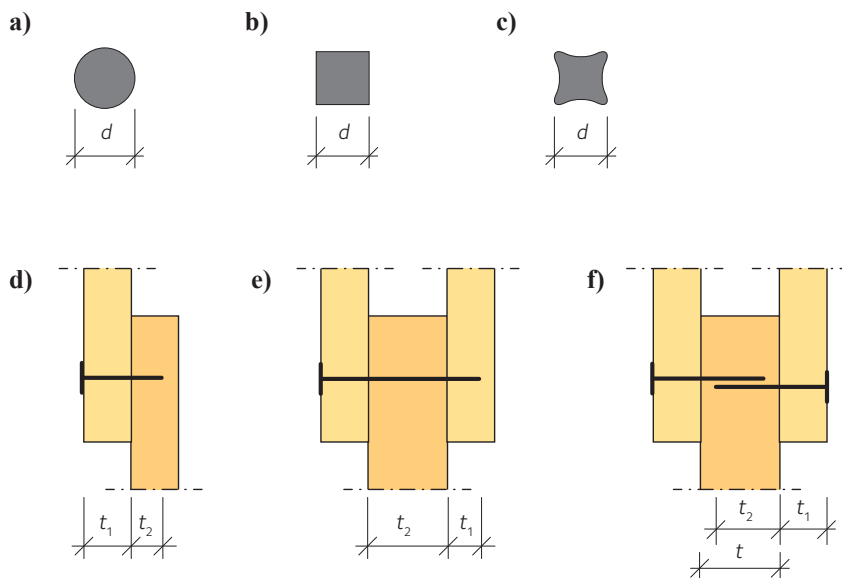 a) b) c)
d d d
d) e) f)
t₁ t₂ t₂ t₁ t₂ t₁
t